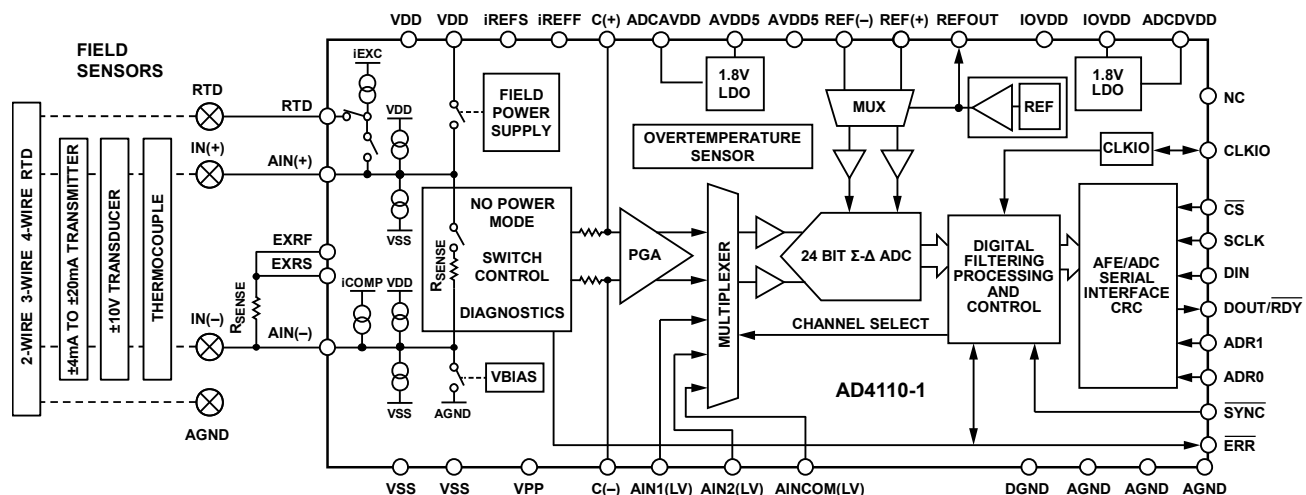 VDD VDD iREFS iREFF C(+) ADCAVDD AVDD5 AVDD5 REF(–) REF(+) REFOUT IOVDD IOVDD ADCDVDD
FIELD
SENSORS
iEXC
RTD
RTD
VDD
FIELD
POWER
SUPPLY
1.8V
LDO
MUX
REF
1.8V
LDO
NC
OVERTEMPERATURE
SENSOR
CLKIO
CLKIO
IN(+)
AIN(+)
VSS
2-WIRE 3-WIRE 4-WIRE RTD
±4mA TO ±20mA TRANSMITTER
±10V TRANSDUCER
THERMOCOUPLE
EXRF
EXRS
RSENSE
NO POWER
MODE
SWITCH
CONTROL
DIAGNOSTICS
RSENSE
PGA
MULTIPLEXER
24 BIT Σ-Δ ADC
DIGITAL
FILTERING
PROCESSING
AND
CONTROL
AFE/ADC
SERIAL
INTERFACE
CRC
CS
SCLK
DIN
DOUT/RDY
ADR1
ADR0
SYNC
ERR
iCOMP VDD
IN(–)
AIN(–)
CHANNEL SELECT
VSS
VBIAS
AGND
AGND
AD4110-1
VSS VSS VPP C(–) AIN1(LV) AIN2(LV) AINCOM(LV) DGND AGND AGND AGND